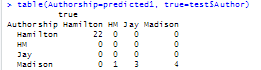 > table(Authorship=predicted1, true=test$Author)
true
Authorship Hamilton HM Jay Madison
Hamilton 22 0 0 0
HM 0 0 0 0
Jay 0 0 0 0
Madison 0 1 3 4